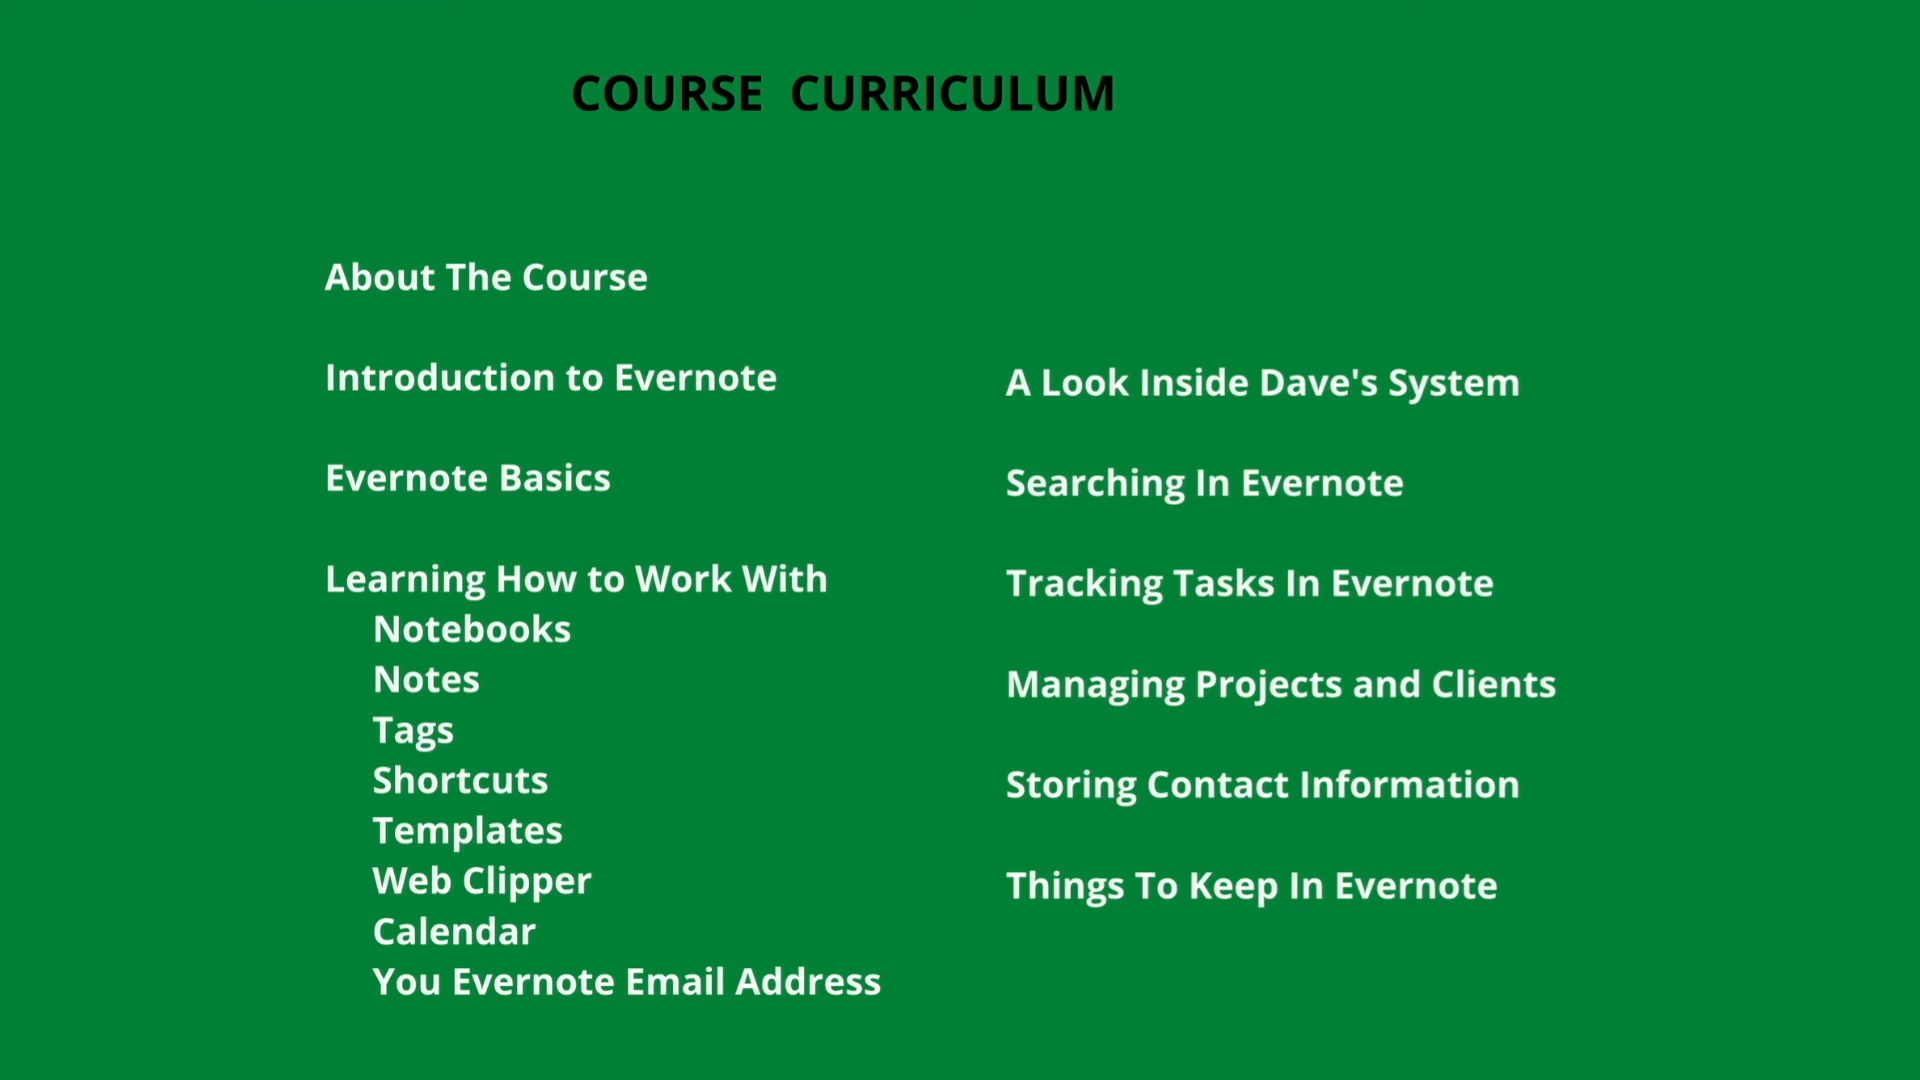 COURSE CURRICULUM
About The Course
Introduction to Evernote
Evernote Basics
Learning How to Work With
Notebooks
Notes
Tags
Shortcuts
Templates
Web Clipper
Calendar
You Evernote Email Address
A Look Inside Dave's System
Searching In Evernote
Tracking Tasks In Evernote
Managing Projects and Clients
Storing Contact Information
Things To Keep In Evernote